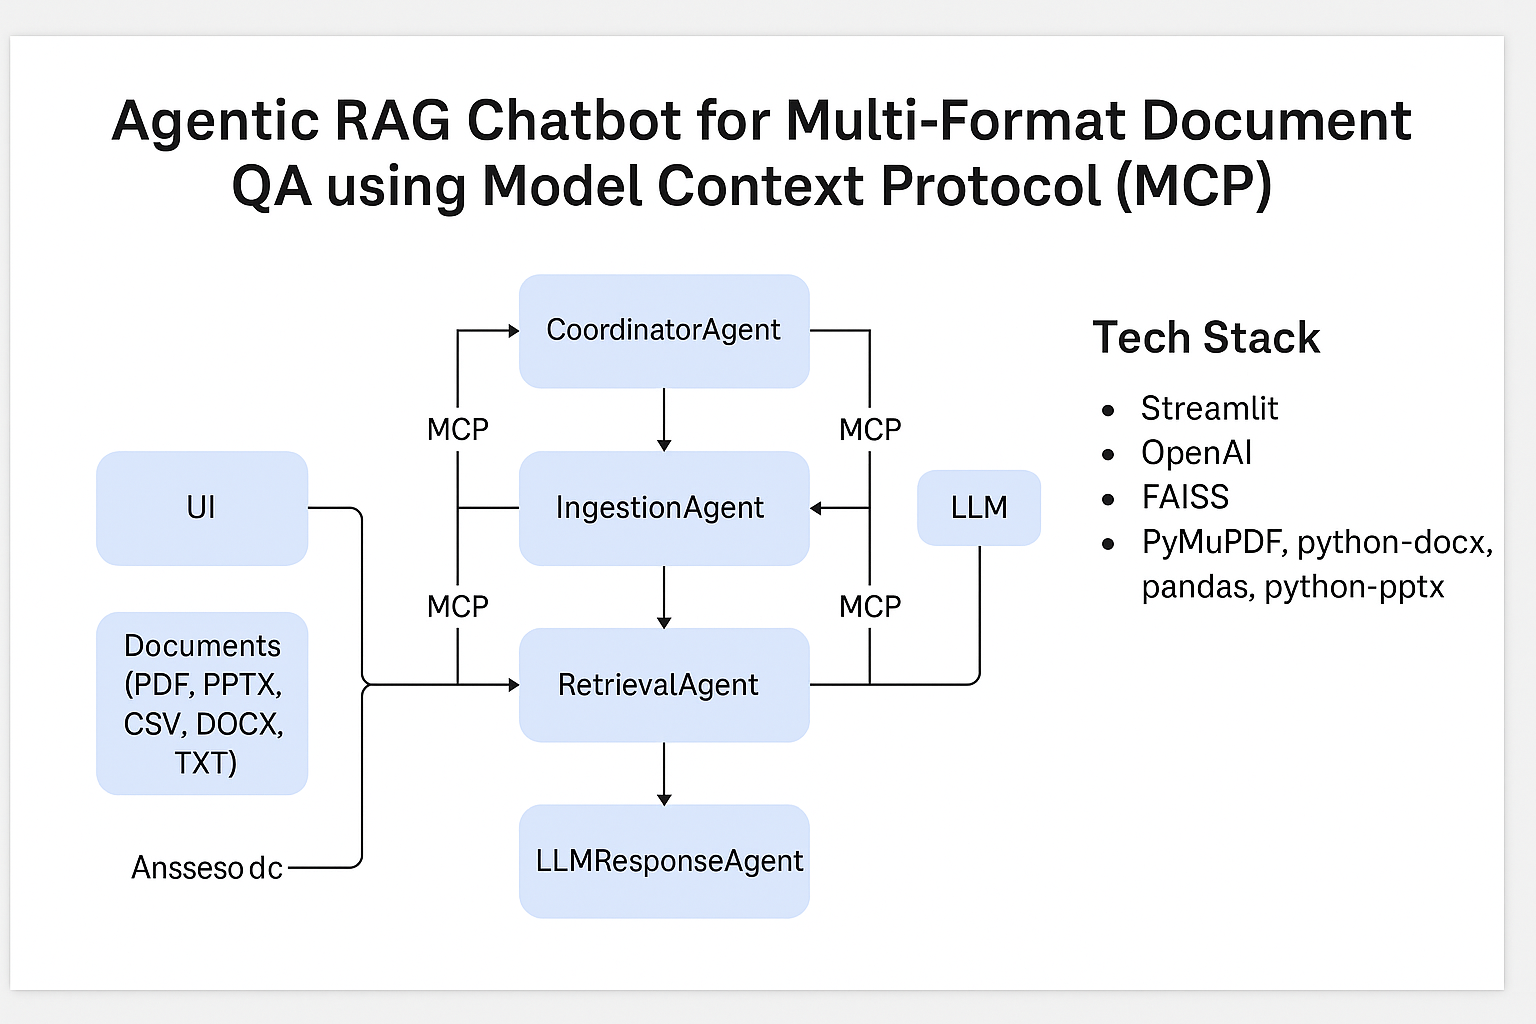 Agentic RAG Chatbot for Multi-Format Document
QA using Model Context Protocol (MCP)
CoordinatorAgent
MCP
MCP
UI
IngestionAgent
LLM
MCP
MCP
Documents
(PDF, PPTX,
CSV, DOCX,
TXT)
RetrievalAgent
Ansseso dc
LLMResponseAgent
Tech Stack
• Streamlit
• OpenAI
• FAISS
• PyMuPDF, python-docx,
pandas, python-pptx